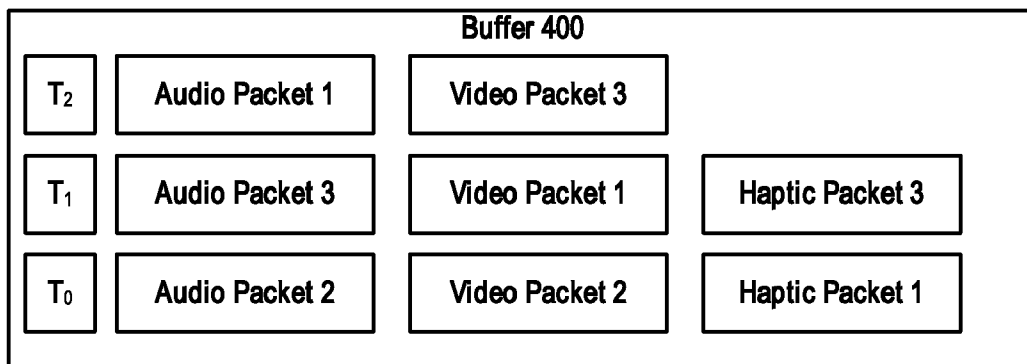 Buffer 400
T₂ Audio Packet 1 Video Packet 3
T₁ Audio Packet 3 Video Packet 1 Haptic Packet 3
T₀ Audio Packet 2 Video Packet 2 Haptic Packet 1